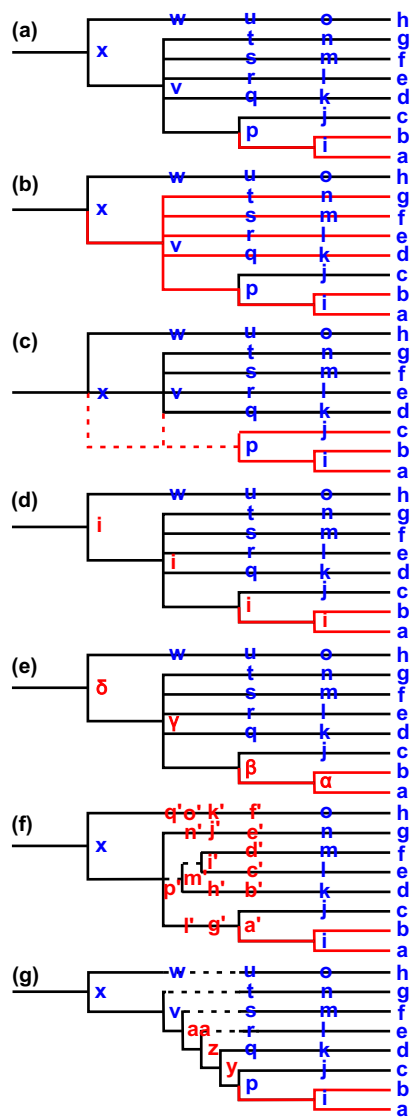 w u o h
(a) t n g
x s m f
r l e
v q k d
j c
p b
i a
w u o h
(b) t n g
x s m f
v r l e
q k d
j c
p b
i a
w u o h
(c) t n g
s m f
x v r l e
q k d
j c
p b
i a
w u o h
(d) t n g
i s m f
i r l e
q k d
j c
i b
i a
w u o h
(e) t n g
δ s m f
γ r l e
q k d
j c
β b
α a
q' o' k' f' o h
(f) n' j' e' n g
x d' m f
i' c' l e
p' m' h' b' k d
j c
l' g' a' b
i a
(g) w u o h
x t n g
v s m f
aa r l e
z q k d
y j c
p b
i a